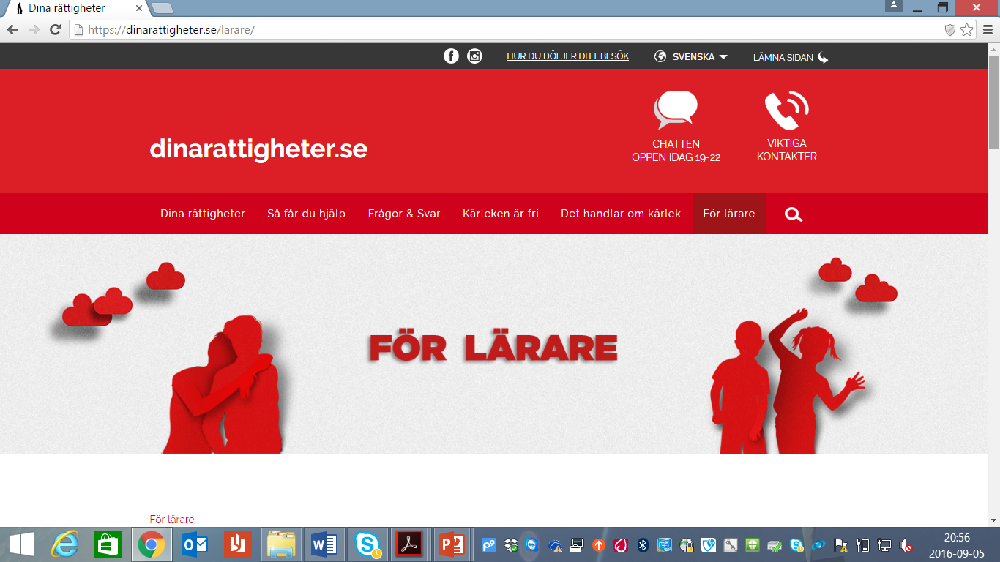 Dina rättigheter
https://dinarattigheter.se/larare/
HUR DU DÖLJER DITT BESÖK
SVENSKA
LÄMNA SIDAN
dinarattigheter.se
CHATTEN
ÖPPEN IDAG 19-22
VIKTIGA
KONTAKTER
Dina rättigheter
Så får du hjälp
Frågor & Svar
Kärleken är fri
Det handlar om kärlek
För lärare
FÖR LÄRARE
För lärare
20:56
2016-09-05